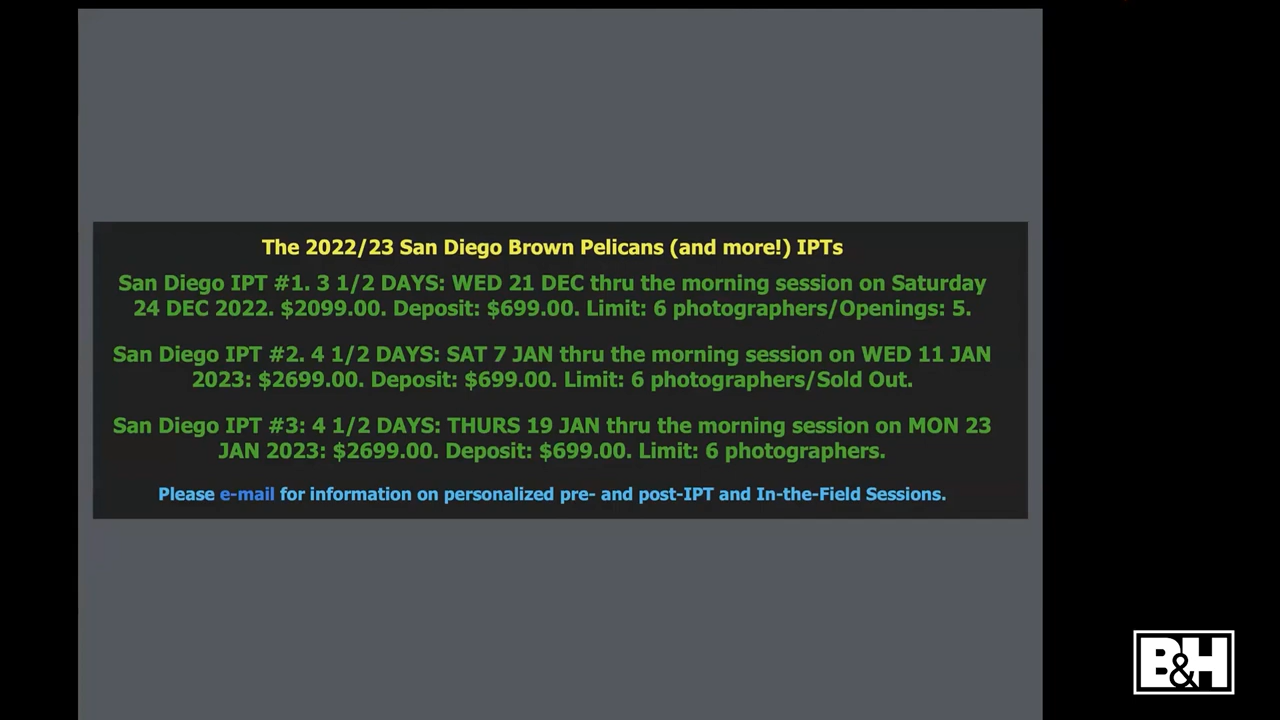 The 2022/23 San Diego Brown Pelicans (and more!) IPTs
San Diego IPT #1. 3 1/2 DAYS: WED 21 DEC thru the morning session on Saturday
24 DEC 2022. $2099.00. Deposit: $699.00. Limit: 6 photographers/Openings: 5.
San Diego IPT #2. 4 1/2 DAYS: SAT 7 JAN thru the morning session on WED 11 JAN
2023: $2699.00. Deposit: $699.00. Limit: 6 photographers/Sold Out.
San Diego IPT #3: 4 1/2 DAYS: THURS 19 JAN thru the morning session on MON 23
JAN 2023: $2699.00. Deposit: $699.00. Limit: 6 photographers.
Please e-mail for information on personalized pre- and post-IPT and In-the-Field Sessions.
B&H